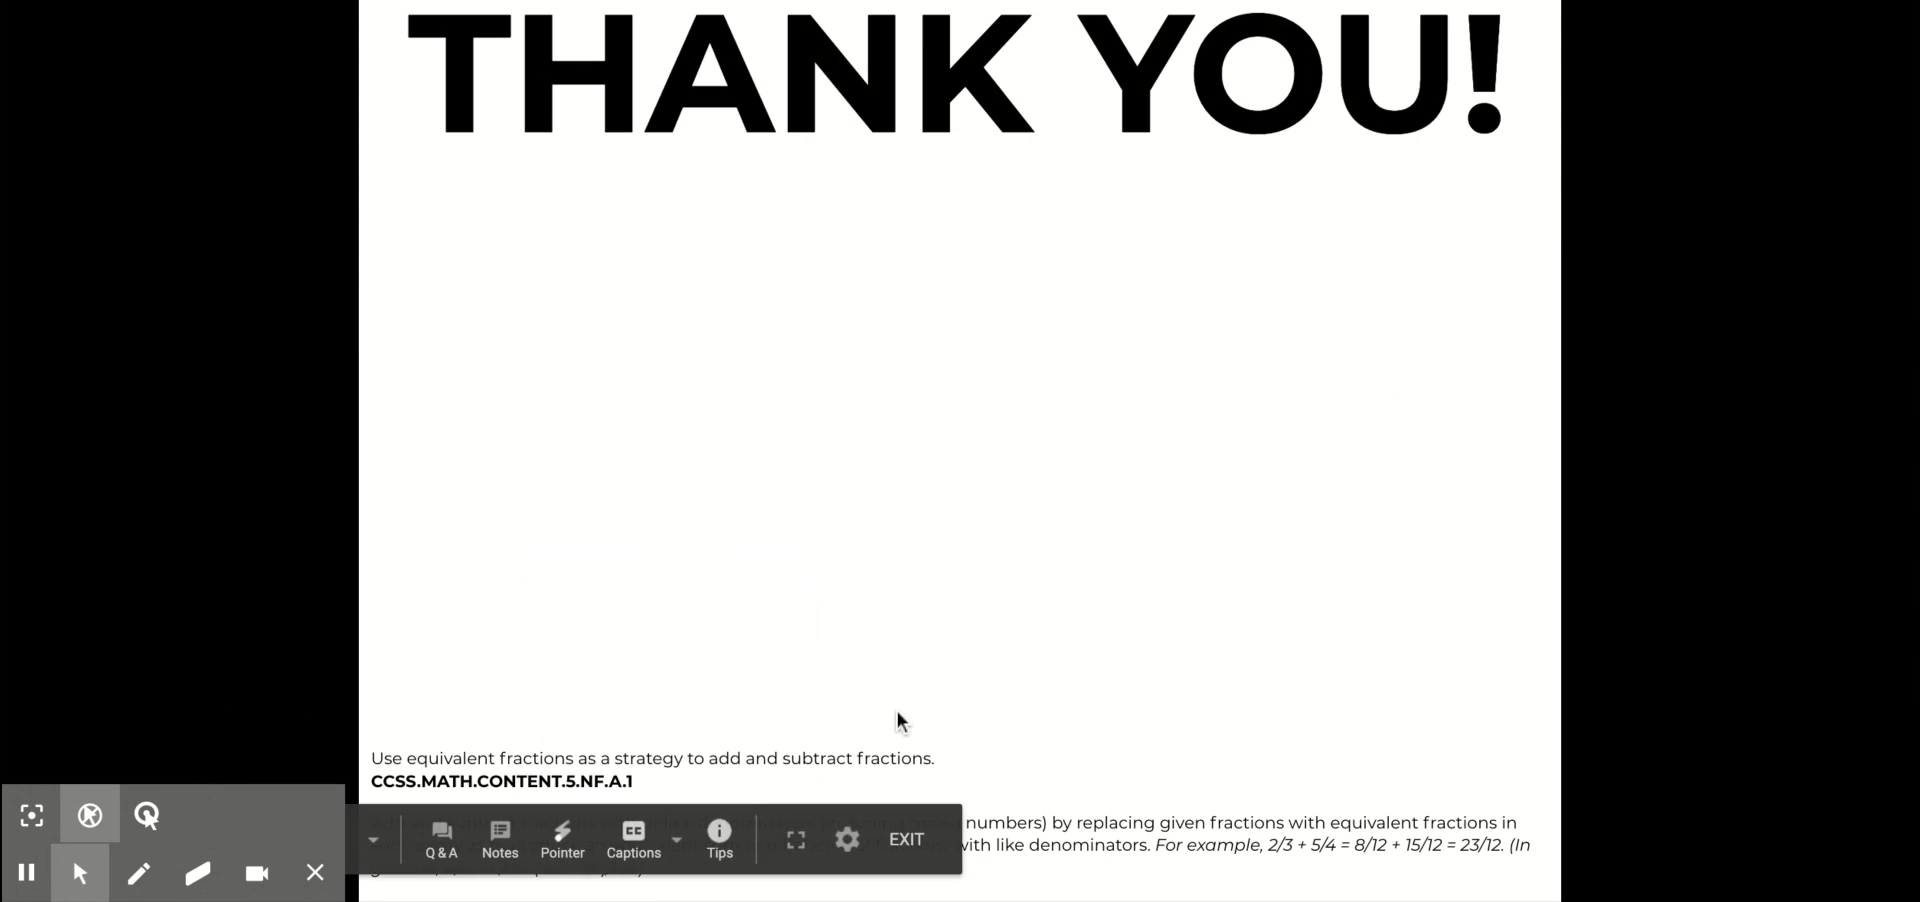 THANK YOU!
Use equivalent fractions as a strategy to add and subtract fractions.
CCSS.MATH.CONTENT.5.NF.A.1
numbers) by replacing given fractions with equivalent fractions in
with like denominators. For example, 2/3 + 5/4 = 8/12 + 15/12 = 23/12. (In
Q & A
Notes
Pointer
Captions
Tips
EXIT